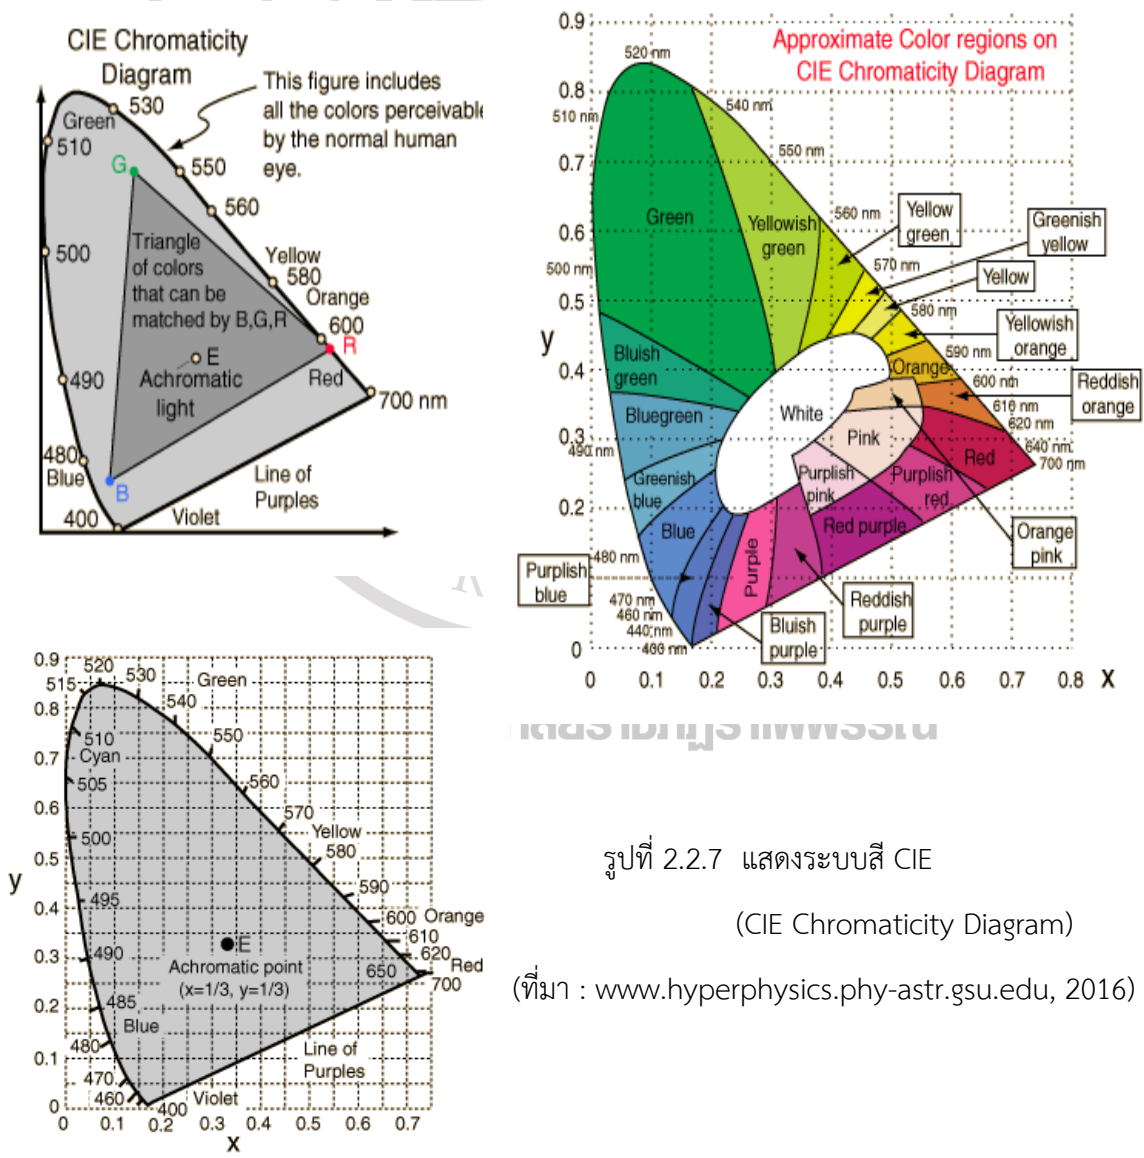 CIE Chromaticity
Diagram
This figure includes
all the colors perceivable
by the normal human
eye.
530
Green
510
G
550
560
Triangle
of colors
that can be
matched by B,G,R
500
Yellow
580
Orange
600
R
E
Achromatic
light
Red
490
700 nm
480
Blue
B
Line of
Purples
400
Violet
Approximate Color regions on
CIE Chromaticity Diagram
0.9
0.8
0.7
0.6
0.5
0.4
0.3
0.2
0
y
520 nm
510 nm
540 nm
550 nm
560 nm
570 nm
580 nm
590 nm
600 nm
610 nm
620 nm
640 nm
700 nm
500 nm
490 nm
480 nm
470 nm
460 nm
440 nm
400 nm
Green
Yellowish
green
Yellow
green
Greenish
yellow
Yellow
Yellowish
orange
Orange
Reddish
orange
Bluish
green
Bluegreen
Greenish
blue
Blue
White
Pink
Purplish
pink
Purplish
red
Red
Red purple
Purple
Orange
pink
Purplish
blue
Bluish
purple
Reddish
purple
0 0.1 0.2 0.3 0.4 0.5 0.6 0.7 0.8 X
0.9
0.8
0.7
0.6
0.5
0.4
0.3
0.2
0.1
0
y
515
520
530
540
550
560
570
580
590
600
610
620
650
700
Green
510
Cyan
505
500
495
490
485
480
470
460
400
Yellow
Orange
Red
E
Achromatic point
(x=1/3, y=1/3)
Blue
Line of
Purples
Violet
0 0.1 0.2 0.3 0.4 0.5 0.6 0.7
X
รูปที่ 2.2.7 แสดงระบบสี CIE
(CIE Chromaticity Diagram)
(ที่มา : www.hyperphysics.phy-astr.gsu.edu, 2016)